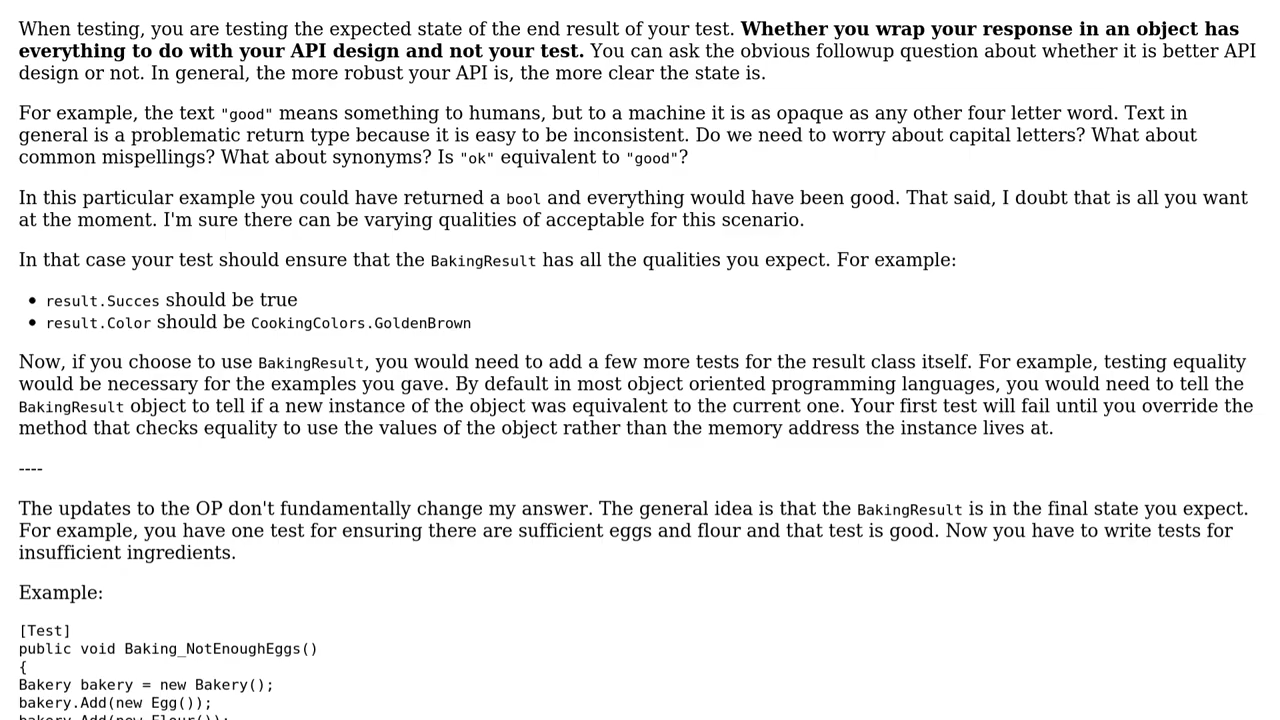 When testing, you are testing the expected state of the end result of your test. Whether you wrap your response in an object has
everything to do with your API design and not your test. You can ask the obvious followup question about whether it is better API
design or not. In general, the more robust your API is, the more clear the state is.
For example, the text "good" means something to humans, but to a machine it is as opaque as any other four letter word. Text in
general is a problematic return type because it is easy to be inconsistent. Do we need to worry about capital letters? What about
common mispellings? What about synonyms? Is "ok" equivalent to "good"?
In this particular example you could have returned a bool and everything would have been good. That said, I doubt that is all you want
at the moment. I'm sure there can be varying qualities of acceptable for this scenario.
In that case your test should ensure that the BakingResult has all the qualities you expect. For example:
• result.Succes should be true
• result.Color should be CookingColors.GoldenBrown
Now, if you choose to use BakingResult, you would need to add a few more tests for the result class itself. For example, testing equality
would be necessary for the examples you gave. By default in most object oriented programming languages, you would need to tell the
BakingResult object to tell if a new instance of the object was equivalent to the current one. Your first test will fail until you override the
method that checks equality to use the values of the object rather than the memory address the instance lives at.
----
The updates to the OP don't fundamentally change my answer. The general idea is that the BakingResult is in the final state you expect.
For example, you have one test for ensuring there are sufficient eggs and flour and that test is good. Now you have to write tests for
insufficient ingredients.
Example:
[Test]
public void Baking_NotEnoughEggs()
{
Bakery bakery = new Bakery();
bakery.Add(new Egg());
bakery.Add(new Flour());